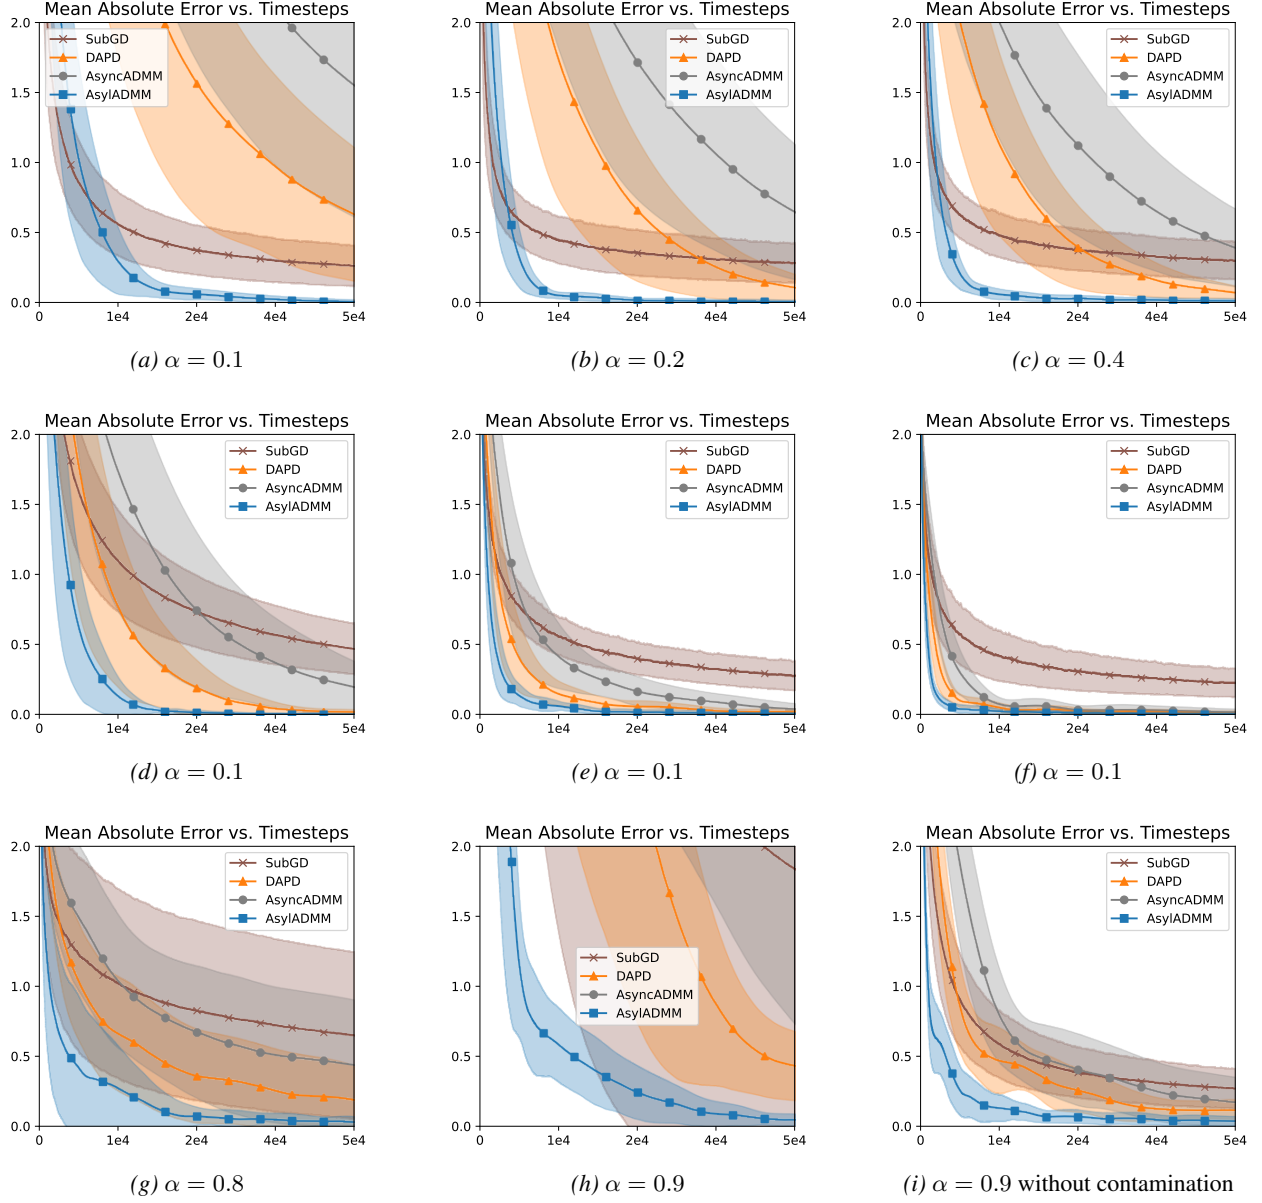 Mean Absolute Error vs. Timesteps
2.0
1.5
1.0
0.5
0.0
0
1e4
2e4
4e4
5e4
SubGD
DAPD
AsyncADMM
AsylADMM
(a) α = 0.1
Mean Absolute Error vs. Timesteps
2.0
1.5
1.0
0.5
0.0
0
1e4
2e4
4e4
5e4
SubGD
DAPD
AsyncADMM
AsylADMM
(b) α = 0.2
Mean Absolute Error vs. Timesteps
2.0
1.5
1.0
0.5
0.0
0
1e4
2e4
4e4
5e4
SubGD
DAPD
AsyncADMM
AsylADMM
(c) α = 0.4
Mean Absolute Error vs. Timesteps
2.0
1.5
1.0
0.5
0.0
0
1e4
2e4
4e4
5e4
SubGD
DAPD
AsyncADMM
AsylADMM
(d) α = 0.1
Mean Absolute Error vs. Timesteps
2.0
1.5
1.0
0.5
0.0
0
1e4
2e4
4e4
5e4
SubGD
DAPD
AsyncADMM
AsylADMM
(e) α = 0.1
Mean Absolute Error vs. Timesteps
2.0
1.5
1.0
0.5
0.0
0
1e4
2e4
4e4
5e4
SubGD
DAPD
AsyncADMM
AsylADMM
(f) α = 0.1
Mean Absolute Error vs. Timesteps
2.0
1.5
1.0
0.5
0.0
0
1e4
2e4
4e4
5e4
SubGD
DAPD
AsyncADMM
AsylADMM
(g) α = 0.8
Mean Absolute Error vs. Timesteps
2.0
1.5
1.0
0.5
0.0
0
1e4
2e4
4e4
5e4
SubGD
DAPD
AsyncADMM
AsylADMM
(h) α = 0.9
Mean Absolute Error vs. Timesteps
2.0
1.5
1.0
0.5
0.0
0
1e4
2e4
4e4
5e4
SubGD
DAPD
AsyncADMM
AsylADMM
(i) α = 0.9 without contamination